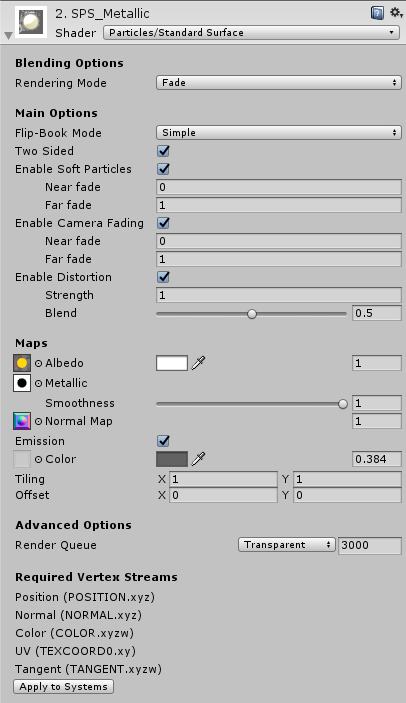 2. SPS_Metallic
Shader Particles/Standard Surface
Blending Options
Rendering Mode Fade
Main Options
Flip-Book Mode Simple
Two Sided
Enable Soft Particles
Near fade 0
Far fade 1
Enable Camera Fading
Near fade 0
Far fade 1
Enable Distortion
Strength 1
Blend 0.5
Maps
Albedo 1
Metallic
Smoothness 1
Normal Map 1
Emission
Color 0.384
Tiling X 1 Y 1
Offset X 0 Y 0
Advanced Options
Render Queue Transparent 3000
Required Vertex Streams
Position (POSITION.xyz)
Normal (NORMAL.xyz)
Color (COLOR.xyzw)
UV (TEXCOORD0.xy)
Tangent (TANGENT.xyzw)
Apply to Systems